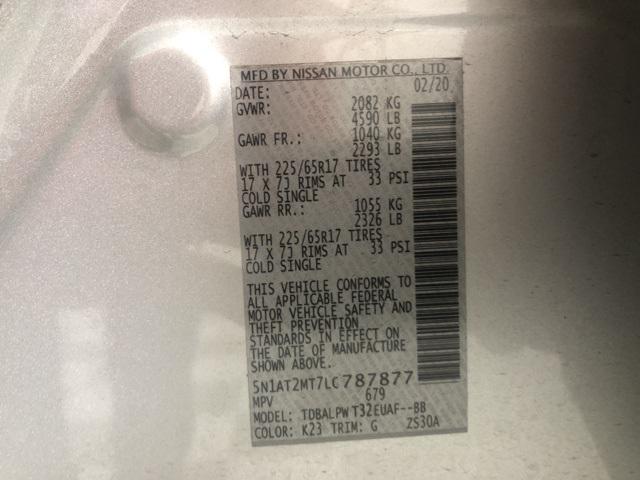 MFD BY NISSAN MOTOR CO., LTD.
DATE: 02/20
GVWR: 2082 KG
4590 LB
GAWR FR.: 1040 KG
2293 LB
WITH 225/65R17 TIRES
17 X 7J RIMS AT 33 PSI
COLD SINGLE
GAWR RR.: 1055 KG
2326 LB
WITH 225/65R17 TIRES
17 X 7J RIMS AT 33 PSI
COLD SINGLE
THIS VEHICLE CONFORMS TO
ALL APPLICABLE FEDERAL
MOTOR VEHICLE SAFETY AND
THEFT PREVENTION
STANDARDS IN EFFECT ON
THE DATE OF MANUFACTURE
SHOWN ABOVE.
5N1AT2MT7LC787877
MPV 679
MODEL: TDBALPW T32EUAF--BB
COLOR: K23 TRIM: G ZS30A